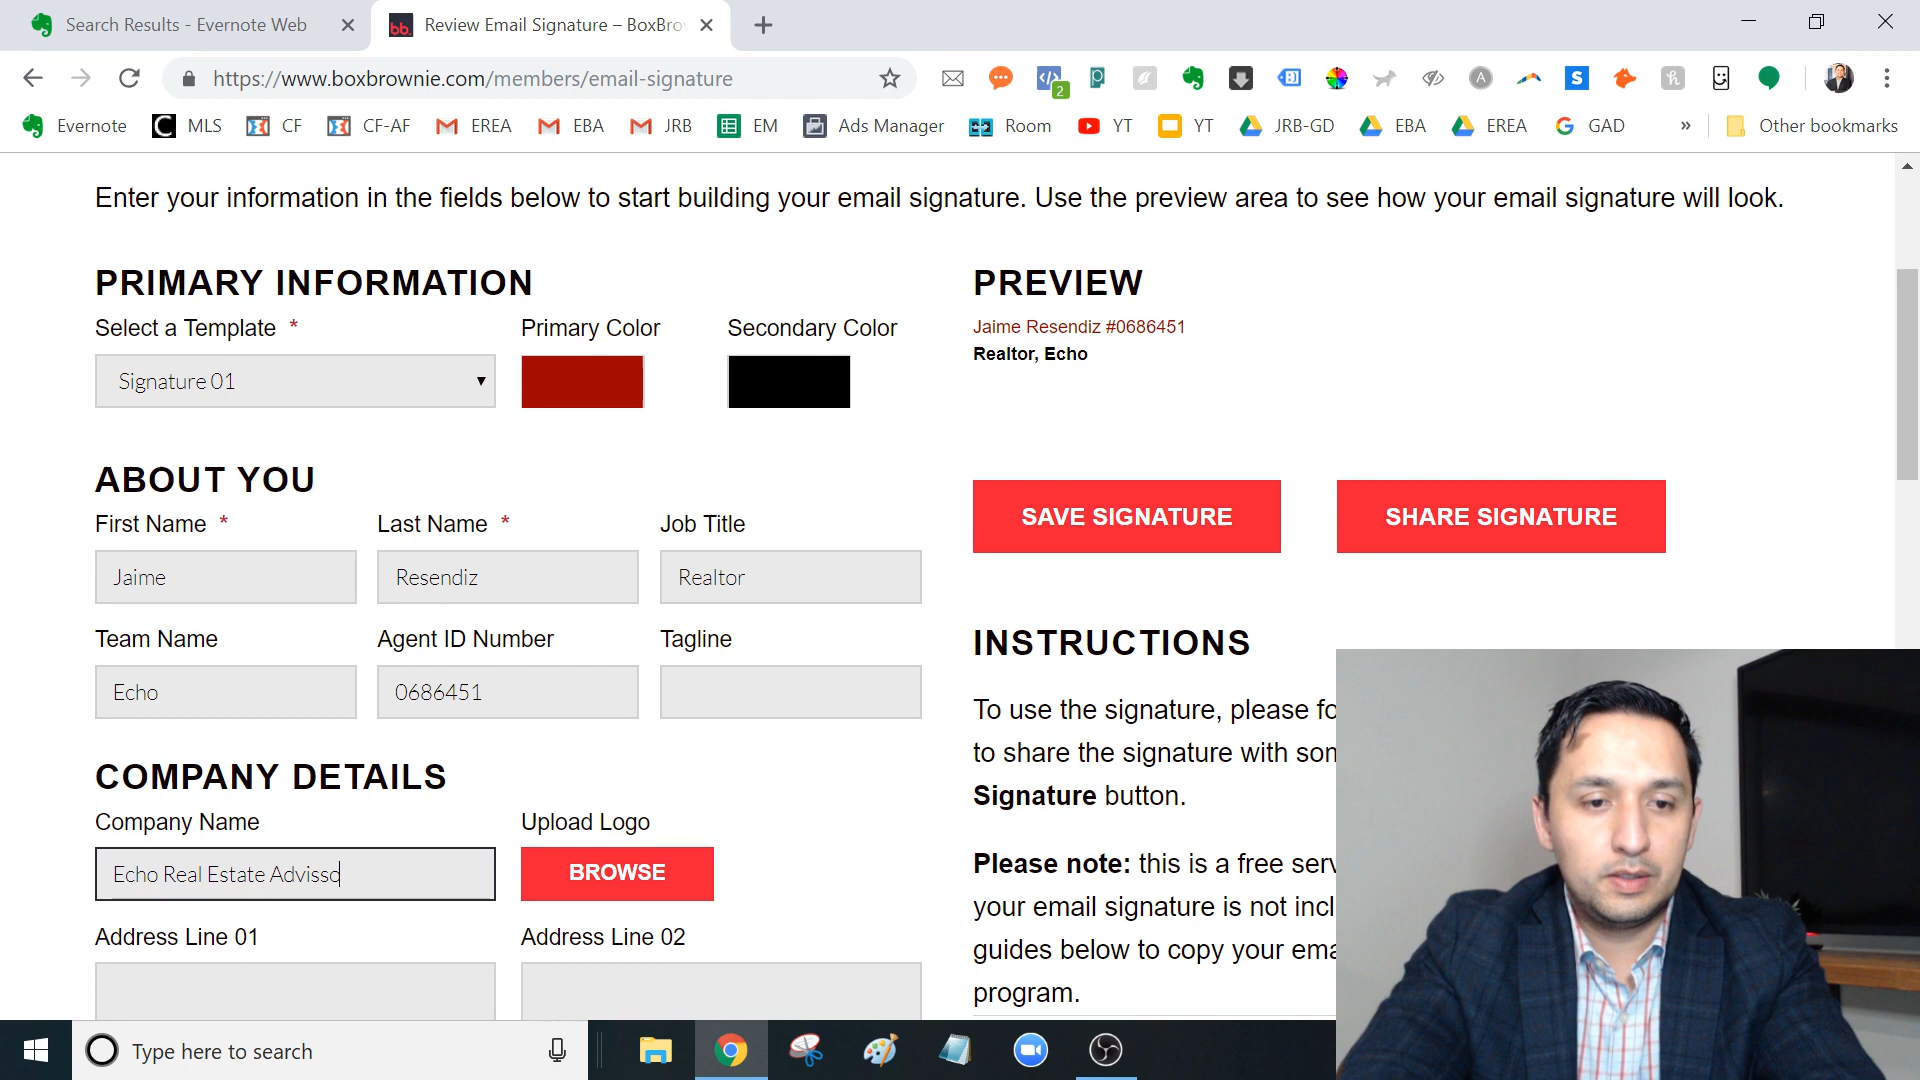 Search Results - Evernote Web
bb. Review Email Signature – BoxBro
https://www.boxbrownie.com/members/email-signature
2 A S h
Evernote MLS CF CF-AF EREA EBA JRB EM Ads Manager Room YT YT JRB-GD EBA EREA GAD » Other bookmarks
Enter your information in the fields below to start building your email signature. Use the preview area to see how your email signature will look.
PRIMARY INFORMATION
Select a Template * Primary Color Secondary Color
Signature 01
ABOUT YOU
First Name * Last Name * Job Title
Jaime Resendiz Realtor
Team Name Agent ID Number Tagline
Echo 0686451
COMPANY DETAILS
Company Name Upload Logo
Echo Real Estate Advisso BROWSE
Address Line 01 Address Line 02
PREVIEW
Jaime Resendiz #0686451
Realtor, Echo
SAVE SIGNATURE SHARE SIGNATURE
INSTRUCTIONS
To use the signature, please fo
to share the signature with som
Signature button.
Please note: this is a free serv
your email signature is not incl
guides below to copy your ema
program.
Type here to search